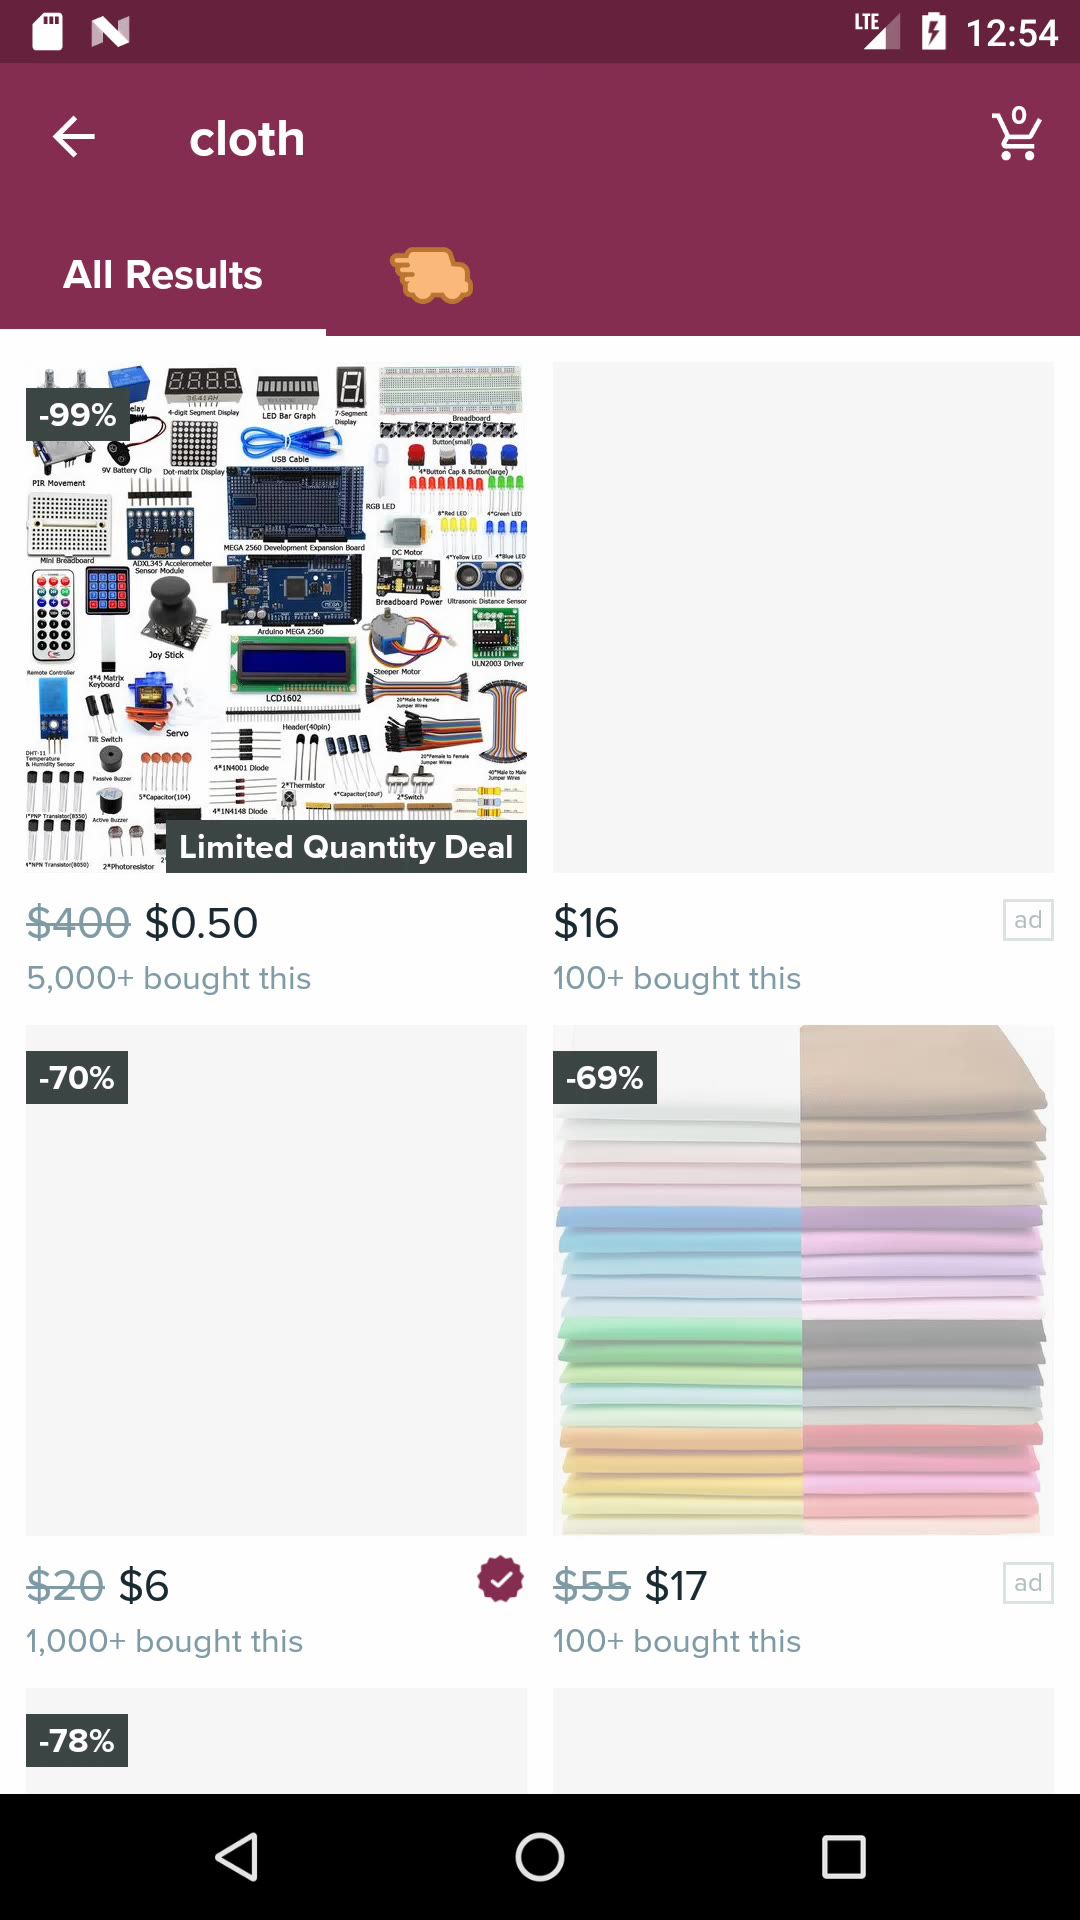 LTE 12:54
cloth
0
All Results
-99%
Relay
4-digit Segment Display
LED Bar Graph
7-Segment
Display
Breadboard
Button(small)
9V Battery Clip
Dot-matrix Display
USB Cable
4*Button Cap & Button(large)
PIR Movement
RGB LED
8*Red LED
4*Green LED
DC Motor
4*Yellow LED
4*Blue LED
Mini Breadboard
MEGA 2560 Development Expansion Board
ADXL345 Accelerometer
Sensor Module
Breadboard Power
Ultrasonic Distance Sensor
Arduino MEGA 2560
Joy Stick
Steeper Motor
ULN2003 Driver
Remote Controller
4*4 Matrix
Keyboard
LCD1602
20*Male to Female
Jumper Wires
Servo
Tilt Switch
Header(40pin)
DHT-11
Temperature
& Humidity Sensor
Passive Buzzer
4*1N4001 Diode
20*Female to Female
Jumper Wires
40*Male to Male
Jumper Wires
5*Capacitor(104)
2*Thermistor
4*Capacitor(10uf)
2*Switch
4*1N4148 Diode
*PNP Transistor(8550)
Active Buzzer
*NPN Transistor(8050)
2*Photoresistor
Limited Quantity Deal
$400 $0.50
5,000+ bought this
$16
ad
100+ bought this
-70%
-69%
$20 $6
1,000+ bought this
$55 $17
ad
100+ bought this
-78%